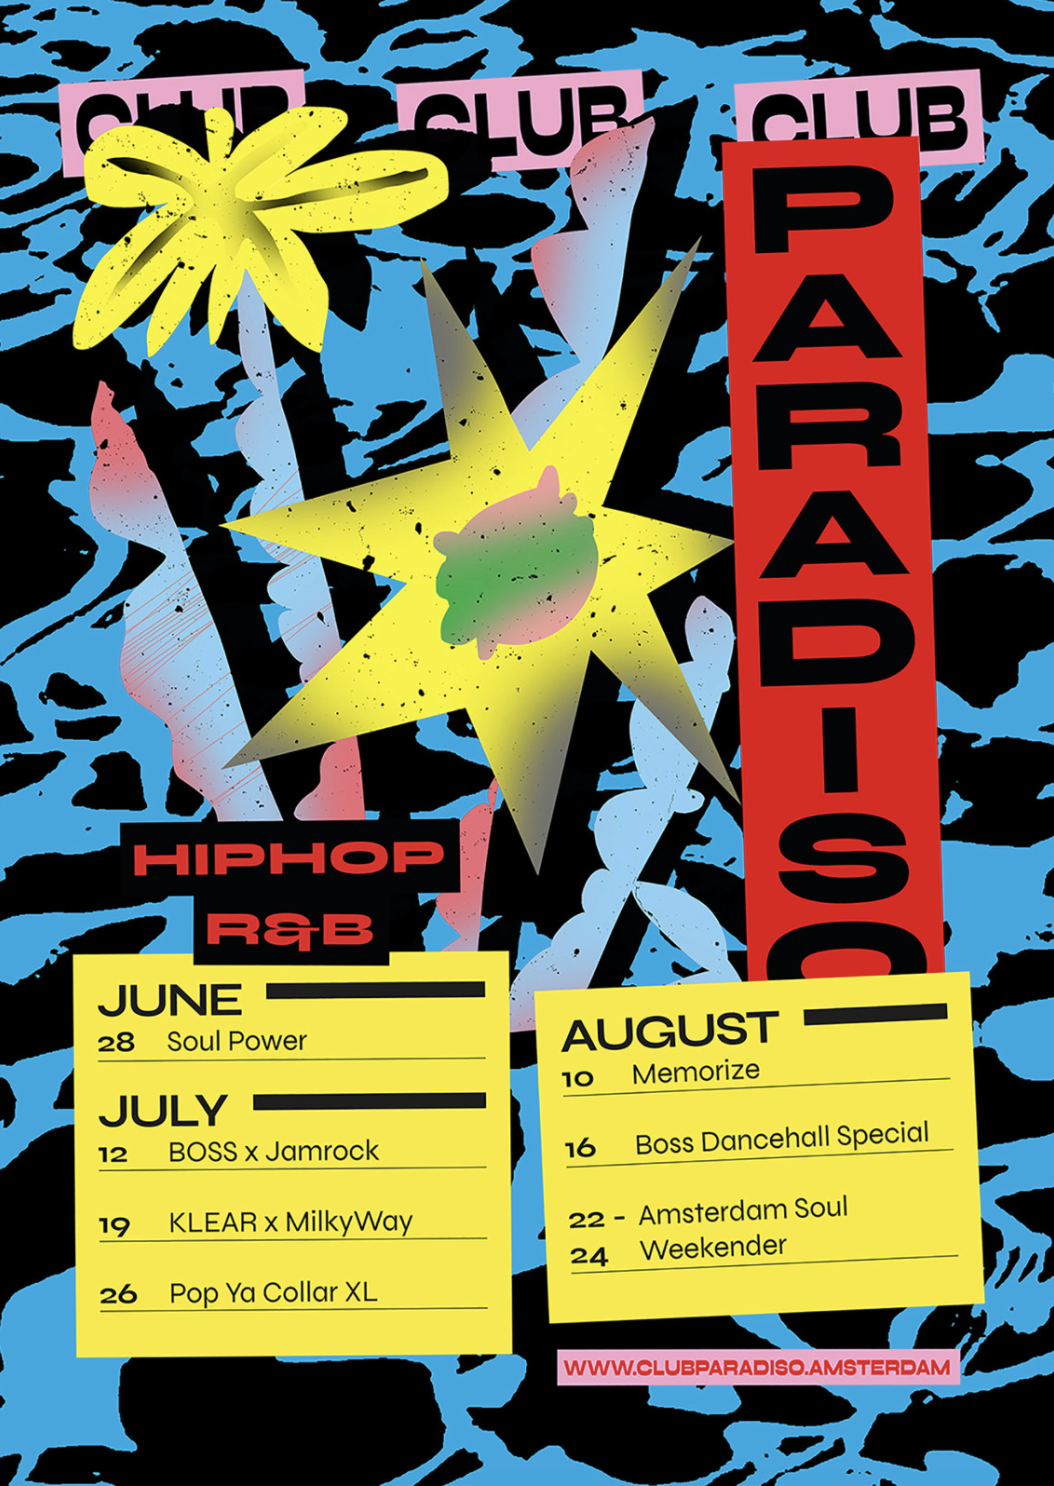 CLUB CLUB CLUB
PARADISO
HIPHOP
R&B
JUNE
28 Soul Power
JULY
12 BOSS x Jamrock
19 KLEAR x MilkyWay
26 Pop Ya Collar XL
AUGUST
10 Memorize
16 Boss Dancehall Special
22 - Amsterdam Soul
24 Weekender
WWW.CLUBPARADISO.AMSTERDAM